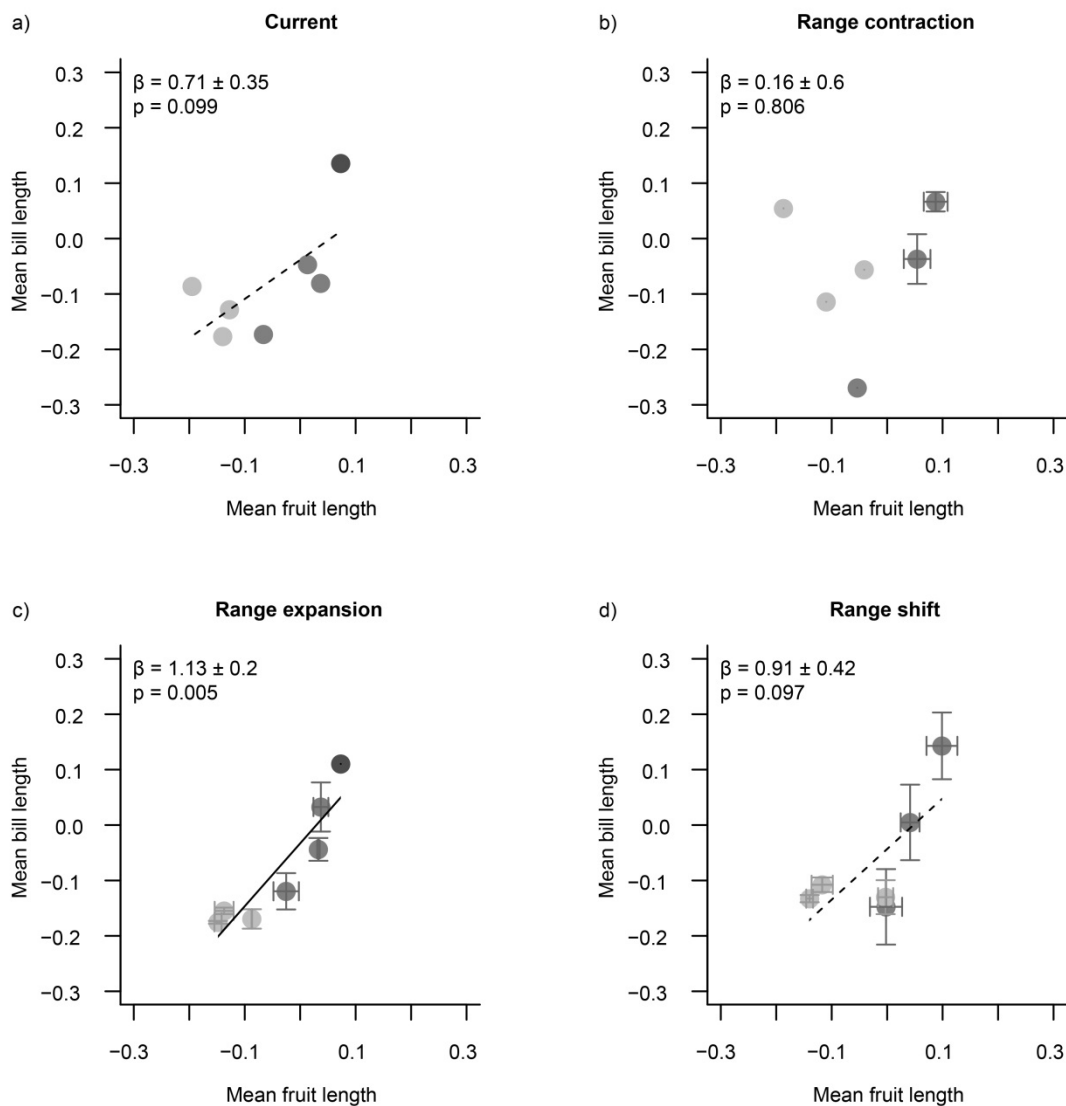 a)
Current
β = 0.71 ± 0.35
p = 0.099
Mean bill length
0.3
0.2
0.1
0.0
−0.1
−0.2
−0.3
−0.3 −0.1 0.1 0.3
Mean fruit length
b)
Range contraction
β = 0.16 ± 0.6
p = 0.806
Mean bill length
0.3
0.2
0.1
0.0
−0.1
−0.2
−0.3
−0.3 −0.1 0.1 0.3
Mean fruit length
c)
Range expansion
β = 1.13 ± 0.2
p = 0.005
Mean bill length
0.3
0.2
0.1
0.0
−0.1
−0.2
−0.3
−0.3 −0.1 0.1 0.3
Mean fruit length
d)
Range shift
β = 0.91 ± 0.42
p = 0.097
Mean bill length
0.3
0.2
0.1
0.0
−0.1
−0.2
−0.3
−0.3 −0.1 0.1 0.3
Mean fruit length